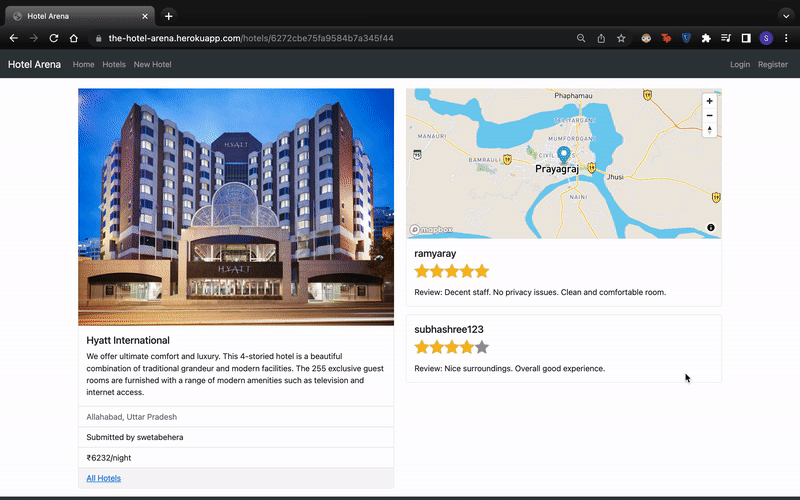 Hotel Arena
the-hotel-arena.herokuapp.com/hotels/6272cbe75fa9584b7a345f44
S
Hotel Arena
Home
Hotels
New Hotel
Login
Register
HYATT
HYATT
Phaphamau
TELIYARGANJ
MANAURI
MUMFORDGANJ
19
CIVIL
BAMRAULI
Prayagraj
Jhusi
NAINI
mapbox
Hyatt International
We offer ultimate comfort and luxury. This 4-storied hotel is a beautiful
combination of traditional grandeur and modern facilities. The 255 exclusive guest
rooms are furnished with a range of modern amenities such as television and
internet access.
Allahabad, Uttar Pradesh
Submitted by swetabehera
₹6232/night
All Hotels
ramyaray
Review: Decent staff. No privacy issues. Clean and comfortable room.
subhashree123
Review: Nice surroundings. Overall good experience.